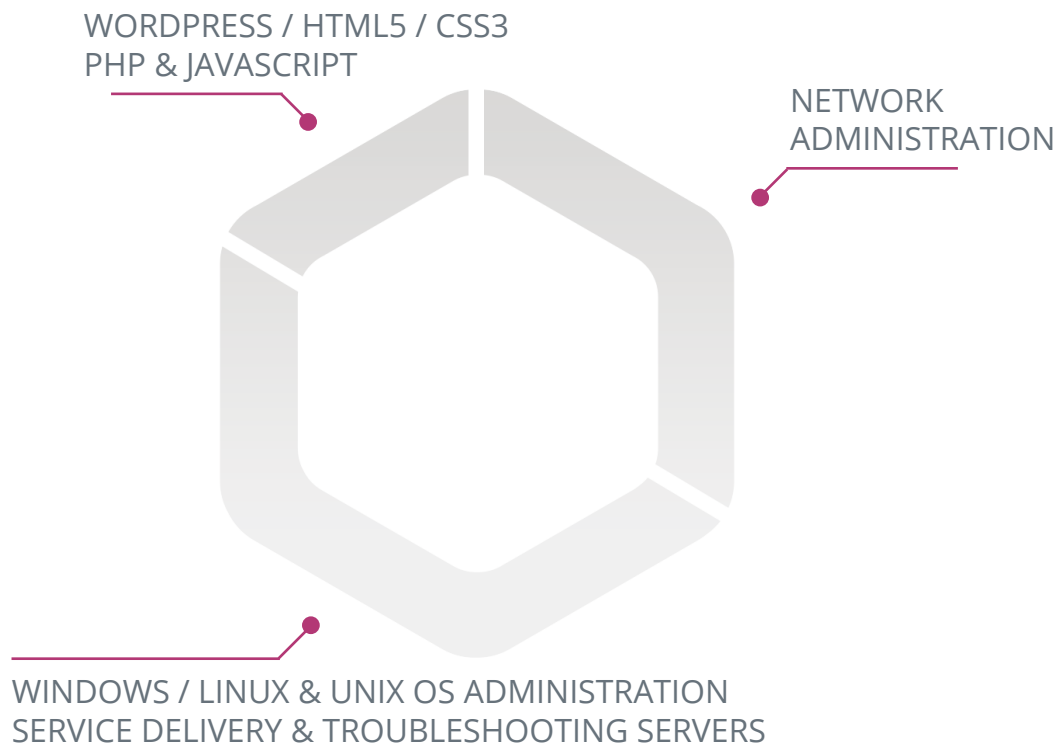 WORDPRESS / HTML5 / CSS3
PHP & JAVASCRIPT
NETWORK
ADMINISTRATION
WINDOWS / LINUX & UNIX OS ADMINISTRATION
SERVICE DELIVERY & TROUBLESHOOTING SERVERS